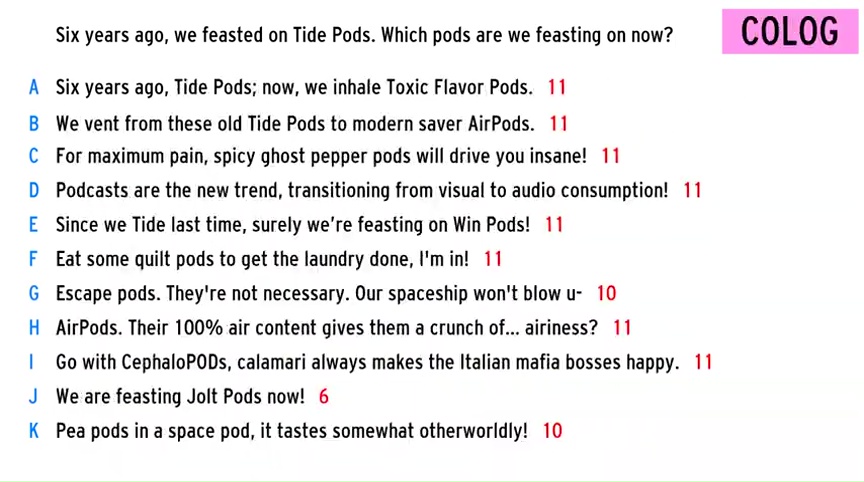 Six years ago, we feasted on Tide Pods. Which pods are we feasting on now?
COLOG
A Six years ago, Tide Pods; now, we inhale Toxic Flavor Pods. 11
B We vent from these old Tide Pods to modern saver AirPods. 11
C For maximum pain, spicy ghost pepper pods will drive you insane! 11
D Podcasts are the new trend, transitioning from visual to audio consumption! 11
E Since we Tide last time, surely we're feasting on Win Pods! 11
F Eat some quilt pods to get the laundry done, I'm in! 11
G Escape pods. They're not necessary. Our spaceship won't blow u- 10
H AirPods. Their 100% air content gives them a crunch of... airiness? 11
I Go with CephaloPODs, calamari always makes the Italian mafia bosses happy. 11
J We are feasting Jolt Pods now! 6
K Pea pods in a space pod, it tastes somewhat otherworldly! 10